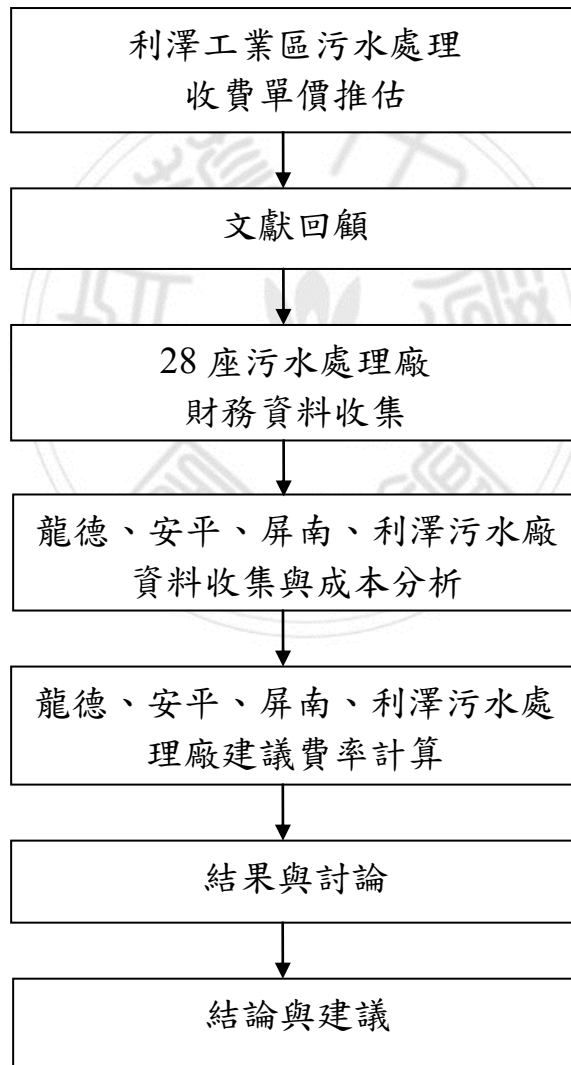 利澤工業區污水處理
收費單價推估
文獻回顧
28 座污水處理廠
財務資料收集
龍德、安平、屏南、利澤污水廠
資料收集與成本分析
龍德、安平、屏南、利澤污水處
理廠建議費率計算
結果與討論
結論與建議